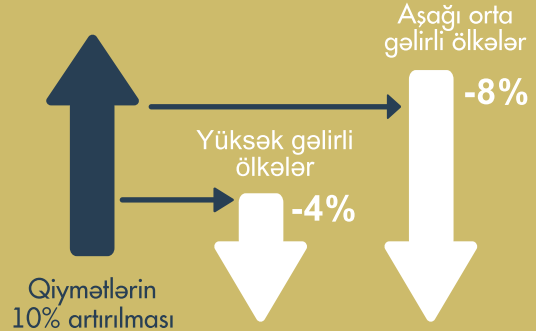 Aşağı orta
gəlirli ölkələr
-8%
Yüksək gəlirli
ölkələr
-4%
Qiymətlərin
10% artırılması